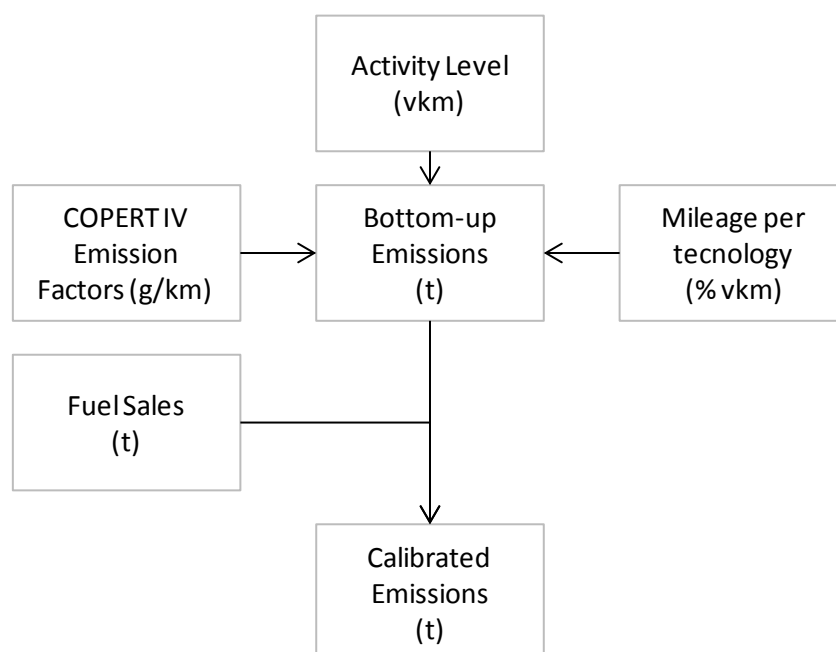 Activity Level
(vkm)
COPERT IV
Emission
Factors (g/km)
Bottom-up
Emissions
(t)
Mileage per
tecnology
(% vkm)
Fuel Sales
(t)
Calibrated
Emissions
(t)